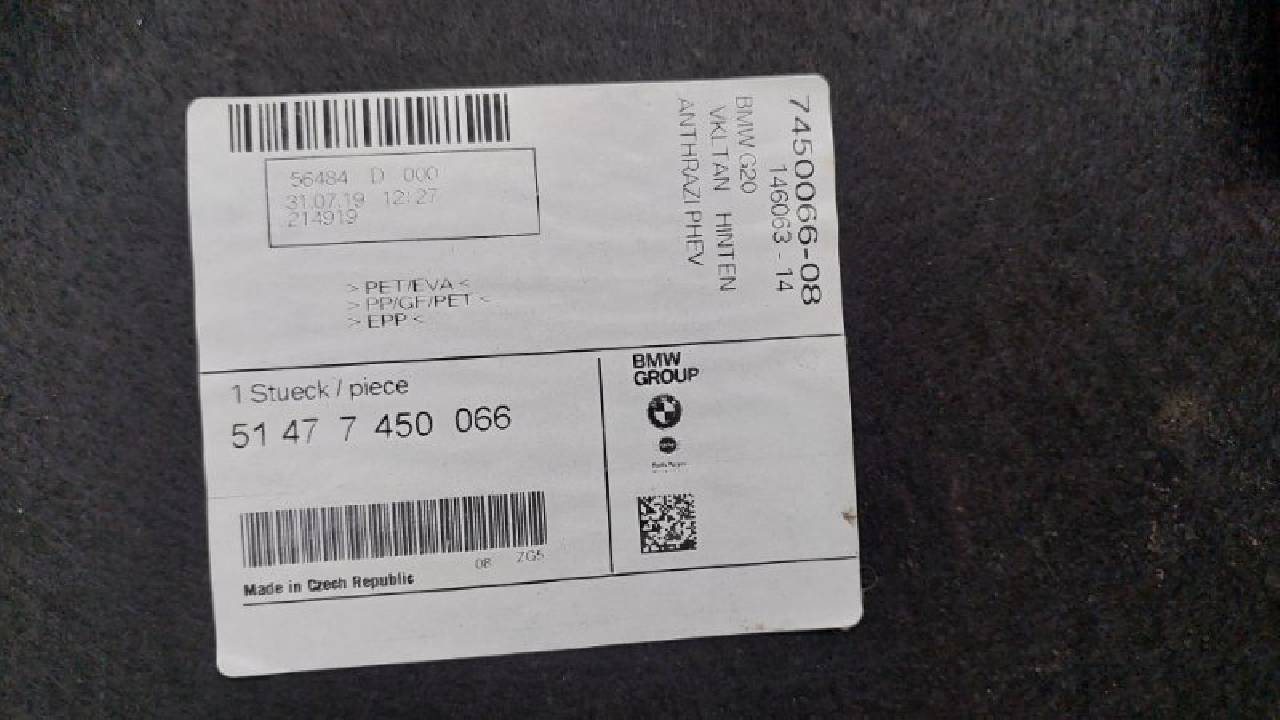 56484 D 000
31.07.19 12:27
214919
> PET/EVA <
> PP/GF/PET <
> EPP <
7450066-08
146063 - 14
BMW G20
VKLTAN HINTEN
ANTHRAZI PHEV
1 Stueck / piece
51 47 7 450 066
08 ZG5
Made in Czech Republic
BMW
GROUP